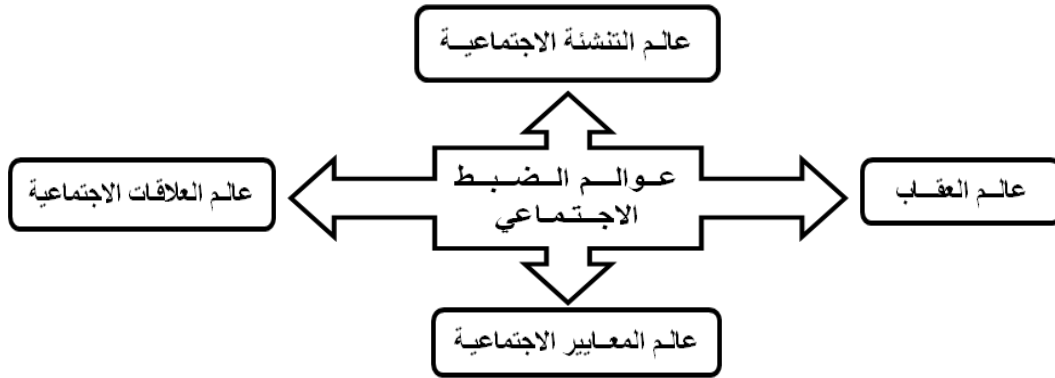 عالم التنشئة الاجتماعية
عوالم الضبط
الاجتماعي
عالم العقاب
عالم العلاقات الاجتماعية
عالم المعايير الاجتماعية